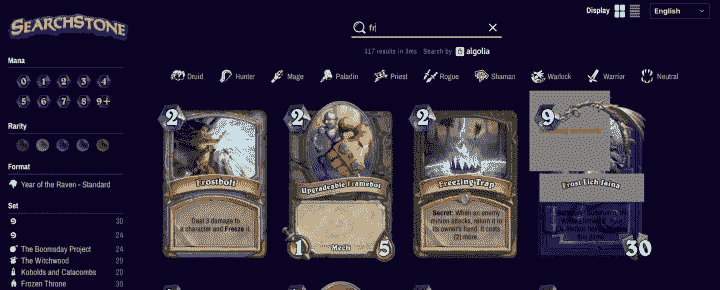 SEARCHSTONE
fr
Display
English
317 results in 3ms Search by algolia
Mana
0 1 2 3 4
5 6 7 8 9+
Druid Hunter Mage Paladin Priest Rogue Shaman Warlock Warrior Neutral
Rarity
Format
Year of the Raven - Standard
Set
30
24
The Boomsday Project 24
The Witchwood 29
Kobolds and Catacombs 20
Frozen Throne
2
Frostbolt
Deal 3 damage to
a character and Freeze it.
2
Upgradeable Framebot
1
Mech
5
2
Freezing Trap
Secret: When an enemy
minion attacks, return it to
its owner's hand. It costs
(2) more.
9
Frost Lich Jaina
30